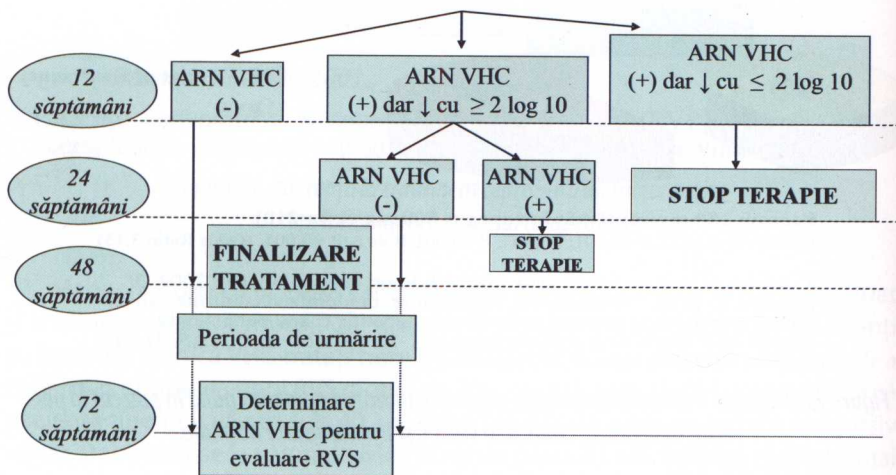 12
săptămâni
ARN VHC
(-)
ARN VHC
(+) dar ↓ cu ≥ 2 log 10
ARN VHC
(+) dar ↓ cu ≤ 2 log 10
24
săptămâni
ARN VHC
(-)
ARN VHC
(+)
STOP TERAPIE
FINALIZARE
TRATAMENT
STOP
TERAPIE
48
săptămâni
Perioada de urmărire
72
săptămâni
Determinare
ARN VHC pentru
evaluare RVS